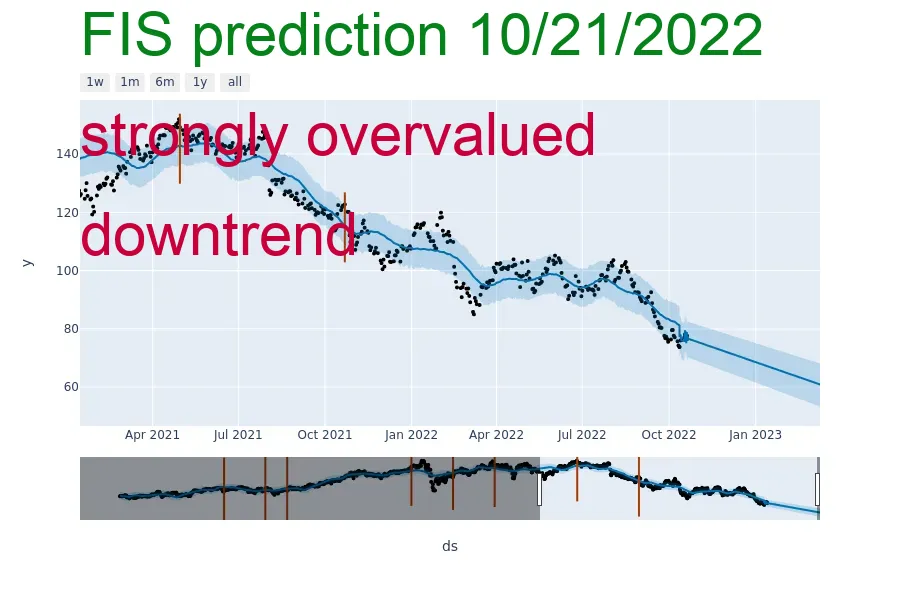 FIS prediction 10/21/2022
1w 1m 6m 1y all
strongly overvalued
downtrend
140
120
100
80
60
y
Apr 2021 Jul 2021 Oct 2021 Jan 2022 Apr 2022 Jul 2022 Oct 2022 Jan 2023
ds